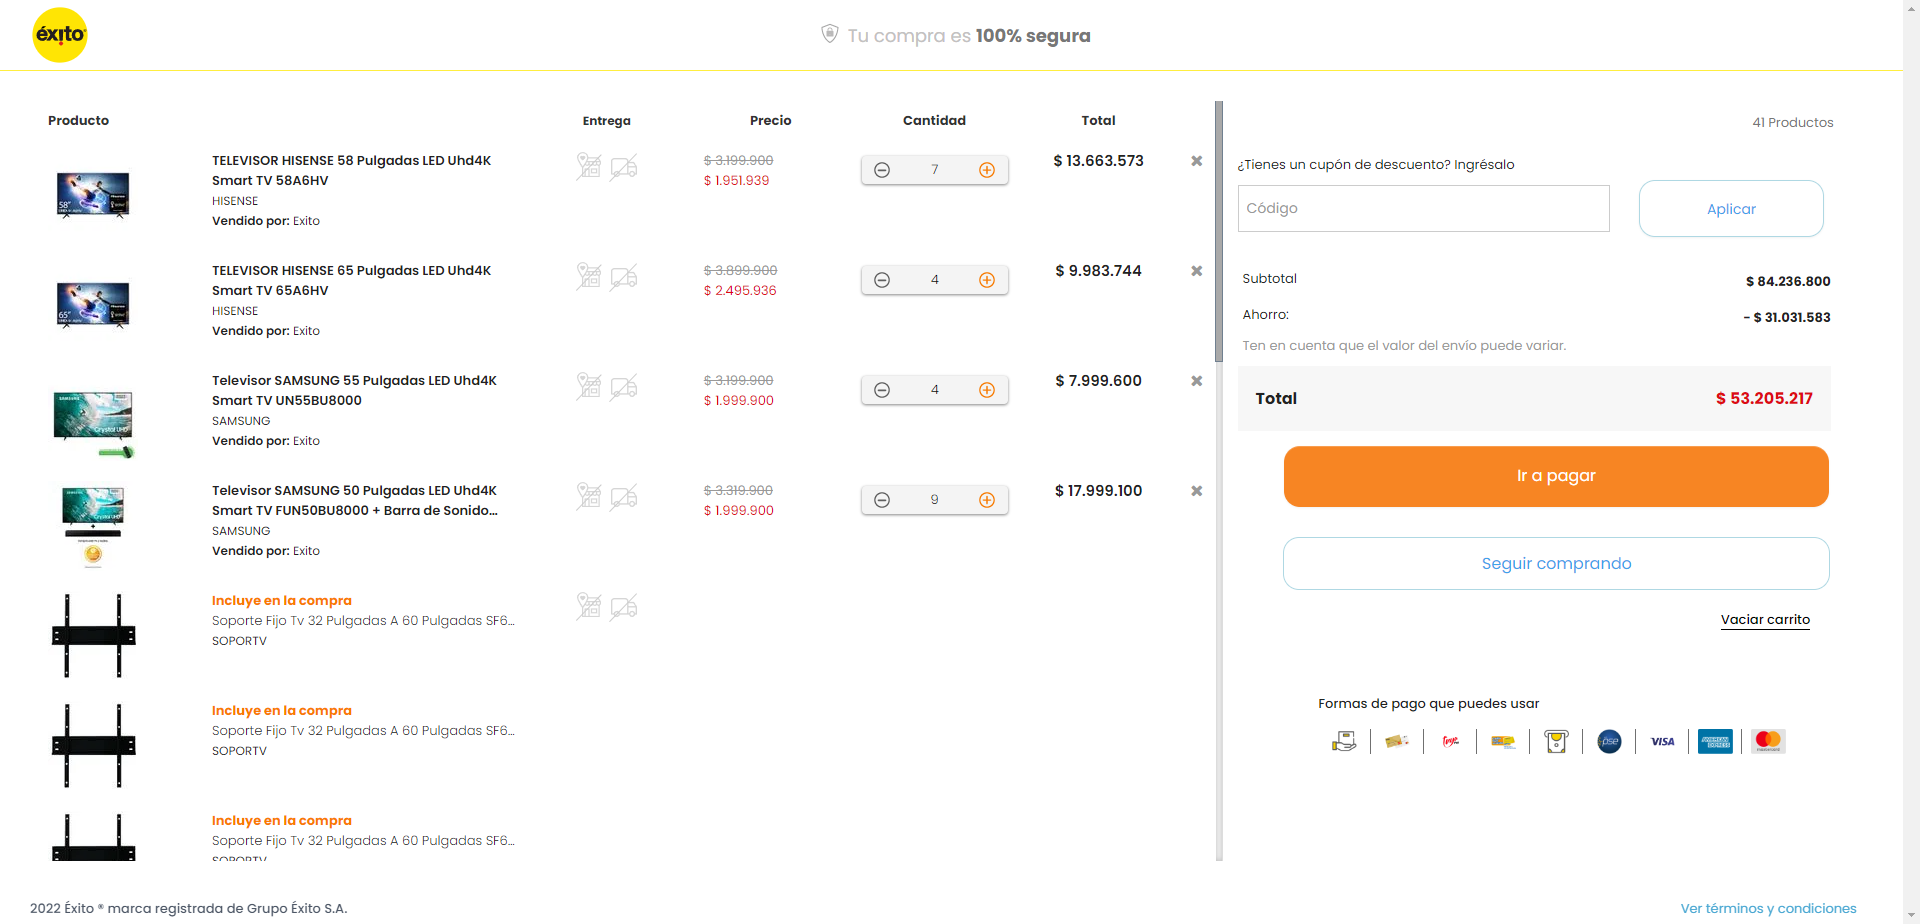 éxito
Tu compra es 100% segura
Producto Entrega Precio Cantidad Total
TELEVISOR HISENSE 58 Pulgadas LED Uhd4K
Smart TV 58A6HV
HISENSE
Vendido por: Exito
$ 3.199.900
$ 1.951.939
7
$ 13.663.573
58"
TELEVISOR HISENSE 65 Pulgadas LED Uhd4K
Smart TV 65A6HV
HISENSE
Vendido por: Exito
$ 3.899.900
$ 2.495.936
4
$ 9.983.744
65"
Televisor SAMSUNG 55 Pulgadas LED Uhd4K
Smart TV UN55BU8000
SAMSUNG
Vendido por: Exito
$ 3.199.900
$ 1.999.900
4
$ 7.999.600
SAMSUNG
Crystal UHD
Televisor SAMSUNG 50 Pulgadas LED Uhd4K
Smart TV FUN50BU8000 + Barra de Sonido...
SAMSUNG
Vendido por: Exito
$ 3.319.900
$ 1.999.900
9
$ 17.999.100
Incluye en la compra
Soporte Fijo Tv 32 Pulgadas A 60 Pulgadas SF6...
SOPORTV
Incluye en la compra
Soporte Fijo Tv 32 Pulgadas A 60 Pulgadas SF6...
SOPORTV
Incluye en la compra
Soporte Fijo Tv 32 Pulgadas A 60 Pulgadas SF6...
SOPORTV
41 Productos
¿Tienes un cupón de descuento? Ingrésalo
Código
Aplicar
Subtotal $ 84.236.800
Ahorro: - $ 31.031.583
Ten en cuenta que el valor del envío puede variar.
Total $ 53.205.217
Ir a pagar
Seguir comprando
Vaciar carrito
Formas de pago que puedes usar
pse
VISA
AMERICAN EXPRESS
2022 Éxito ® marca registrada de Grupo Éxito S.A.
Ver términos y condiciones